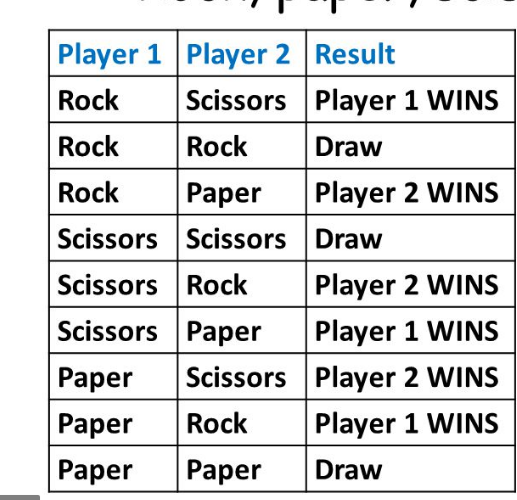 Player 1 Player 2 Result
Rock Scissors Player 1 WINS
Rock Rock Draw
Rock Paper Player 2 WINS
Scissors Scissors Draw
Scissors Rock Player 2 WINS
Scissors Paper Player 1 WINS
Paper Scissors Player 2 WINS
Paper Rock Player 1 WINS
Paper Paper Draw